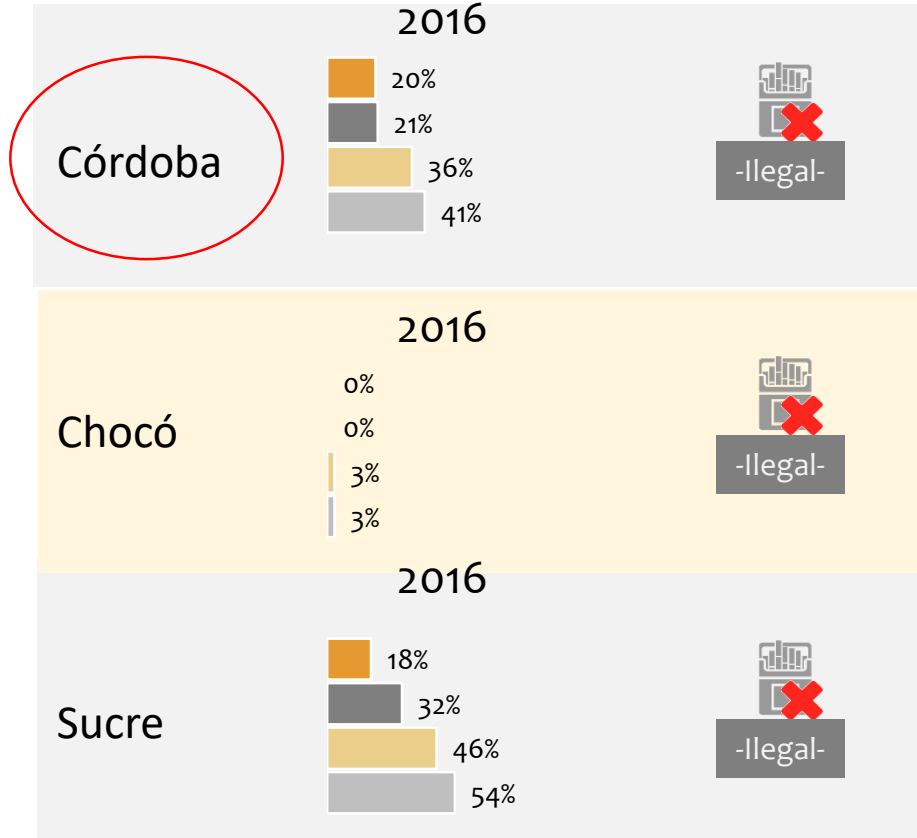 2016
Córdoba
20%
21%
36%
41%
-Ilegal-
2016
Chocó
0%
0%
3%
3%
-Ilegal-
2016
Sucre
18%
32%
46%
54%
-Ilegal-